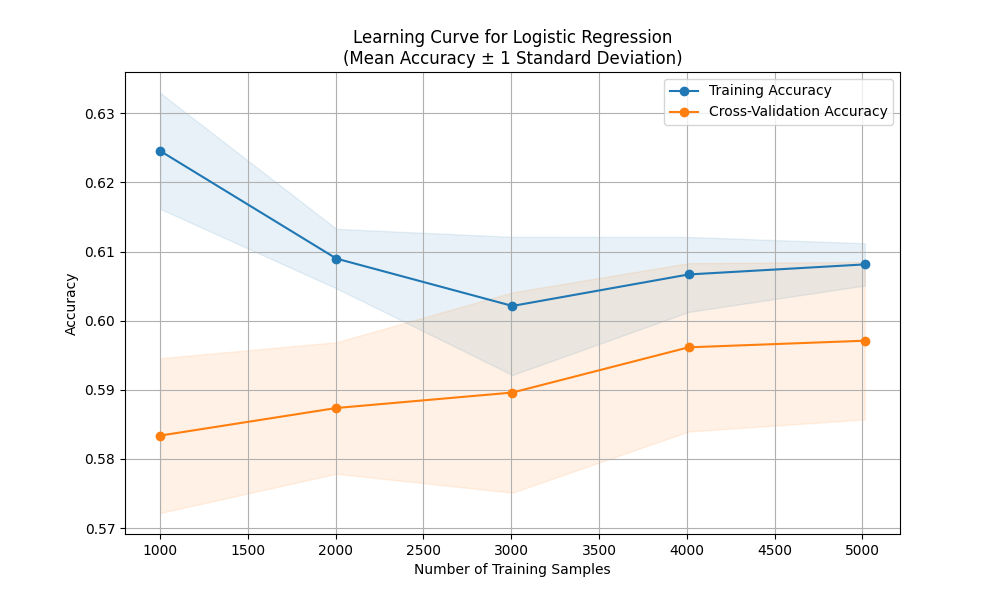 Learning Curve for Logistic Regression
(Mean Accuracy ± 1 Standard Deviation)
Training Accuracy
Cross-Validation Accuracy
Accuracy
0.63
0.62
0.61
0.60
0.59
0.58
0.57
1000 1500 2000 2500 3000 3500 4000 4500 5000
Number of Training Samples